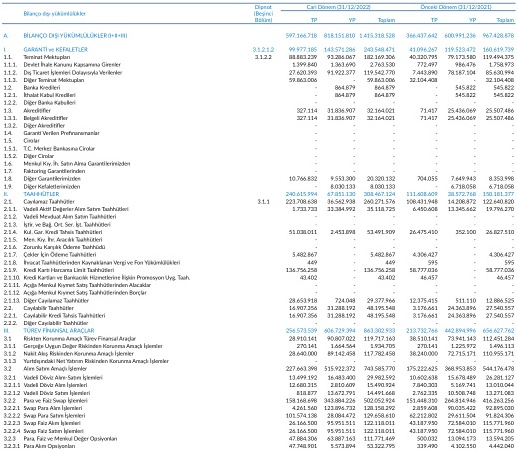 Dipnot Cari Dönem (31/12/2022) Önceki Dönem (31/12/2021)
Bilanço dışı yükümlülükler (Beşinci Bölüm) TP YP Toplam TP YP Toplam
A. BİLANÇO DIŞI YÜKÜMLÜLÜKLER (I+II+III) 597.166.718 818.151.810 1.415.318.528 366.437.642 600.991.236 967.428.878
I. GARANTİ ve KEFALETLER 3.1.2.1.2 99.977.185 143.571.286 243.548.471 41.096.267 119.523.472 160.619.739
1.1. Teminat Mektupları 3.1.2.2 88.883.239 93.286.067 182.169.306 40.320.795 79.173.580 119.494.375
1.1.1. Devlet İhale Kanunu Kapsamına Girenler 1.399.840 1.363.690 2.763.530 772.497 986.476 1.758.973
1.1.2. Dış Ticaret İşlemleri Dolayısıyla Verilenler 27.620.393 91.922.377 119.542.770 7.443.890 78.187.104 85.630.994
1.1.3. Diğer Teminat Mektupları 59.863.006 - 59.863.006 32.104.408 - 32.104.408
1.2. Banka Kredileri - 864.879 864.879 - 545.822 545.822
1.2.1. İthalat Kabul Kredileri - 864.879 864.879 - 545.822 545.822
1.2.2. Diğer Banka Kabulleri - - - - - -
1.3. Akreditifler 327.114 31.836.907 32.164.021 71.417 25.436.069 25.507.486
1.3.1. Belgeli Akreditifler 327.114 31.836.907 32.164.021 71.417 25.436.069 25.507.486
1.3.2. Diğer Akreditifler - - - - - -
1.4. Garanti Verilen Prefinansmanlar - - - - - -
1.5. Cirolar - - - - - -
1.5.1. T.C. Merkez Bankasına Cirolar - - - - - -
1.5.2. Diğer Cirolar - - - - - -
1.6. Menkul Kıy. İh. Satın Alma Garantilerimizden - - - - - -
1.7. Faktoring Garantilerinden - - - - - -
1.8. Diğer Garantilerimizden 10.766.832 9.553.300 20.320.132 704.055 7.649.943 8.353.998
1.9. Diğer Kefaletlerimizden - 8.030.133 8.030.133 - 6.718.058 6.718.058
II. TAAHHÜTLER 240.615.994 67.851.130 308.467.124 111.608.609 38.572.768 150.181.377
2.1. Cayılamaz Taahhütler 3.1.1 223.708.638 36.562.938 260.271.576 108.431.948 14.208.872 122.640.820
2.1.1. Vadeli Aktif Değerler Alım Satım Taahhütleri 1.733.733 33.384.992 35.118.725 6.450.608 13.345.662 19.796.270
2.1.2. Vadeli Mevduat Alım Satım Taahhütleri - - - - - -
2.1.3. İştir. ve Bağ. Ort. Ser. İşt. Taahhütleri - - - - - -
2.1.4. Kul. Gar. Kredi Tahsis Taahhütleri 51.038.011 2.453.898 53.491.909 26.475.410 352.100 26.827.510
2.1.5. Men. Kıy. İhr. Aracılık Taahhütleri - - - - - -
2.1.6. Zorunlu Karşılık Ödeme Taahhüdü - - - - - -
2.1.7. Çekler İçin Ödeme Taahhütleri 5.482.867 - 5.482.867 4.306.427 - 4.306.427
2.1.8. İhracat Taahhütlerinden Kaynaklanan Vergi ve Fon Yükümlülükleri 449 - 449 595 - 595
2.1.9. Kredi Kartı Harcama Limit Taahhütleri 136.756.258 - 136.756.258 58.777.036 - 58.777.036
2.1.10. Kredi Kartları ve Bankacılık Hizmetlerine İlişkin Promosyon Uyg. Taah. 43.402 - 43.402 46.457 - 46.457
2.1.11. Açığa Menkul Kıymet Satış Taahhütlerinden Alacaklar - - - - - -
2.1.12. Açığa Menkul Kıymet Satış Taahhütlerinden Borçlar - - - - - -
2.1.13. Diğer Cayılamaz Taahhütler 28.653.918 724.048 29.377.966 12.375.415 511.110 12.886.525
2.2. Cayılabilir Taahhütler 16.907.356 31.288.192 48.195.548 3.176.661 24.363.896 27.540.557
2.2.1. Cayılabilir Kredi Tahsis Taahhütleri 16.907.356 31.288.192 48.195.548 3.176.661 24.363.896 27.540.557
2.2.2. Diğer Cayılabilir Taahhütler - - - - - -
III. TÜREV FİNANSAL ARAÇLAR 256.573.539 606.729.394 863.302.933 213.732.766 442.894.996 656.627.762
3.1 Riskten Korunma Amaçlı Türev Finansal Araçlar 28.910.141 90.807.022 119.717.163 38.510.141 73.941.143 112.451.284
3.1.1 Gerçeğe Uygun Değer Riskinden Korunma Amaçlı İşlemler 270.141 1.664.564 1.934.705 270.141 1.225.972 1.496.113
3.1.2 Nakit Akış Riskinden Korunma Amaçlı İşlemler 28.640.000 89.142.458 117.782.458 38.240.000 72.715.171 110.955.171
3.1.3 Yurtdışındaki Net Yatırım Riskinden Korunma Amaçlı İşlemler - - - - - -
3.2 Alım Satım Amaçlı İşlemler 227.663.398 515.922.372 743.585.770 175.222.625 368.953.853 544.176.478
3.2.1 Vadeli Döviz Alım-Satım İşlemleri 13.499.192 16.483.400 29.982.592 10.602.638 15.678.489 26.281.127
3.2.1.1 Vadeli Döviz Alım İşlemleri 12.680.315 2.810.609 15.490.924 7.840.303 5.169.741 13.010.044
3.2.1.2 Vadeli Döviz Satım İşlemleri 818.877 13.672.791 14.491.668 2.762.335 10.508.748 13.271.083
3.2.2 Para ve Faiz Swap İşlemleri 158.168.696 343.886.228 502.052.924 151.448.310 264.814.946 416.263.256
3.2.2.1 Swap Para Alım İşlemleri 4.261.560 123.896.732 128.158.292 2.859.608 90.035.422 92.895.030
3.2.2.2 Swap Para Satım İşlemleri 101.574.138 28.084.472 129.658.610 62.212.802 29.611.504 91.824.306
3.2.2.3 Swap Faiz Alım İşlemleri 26.166.500 95.951.511 122.118.011 43.187.950 72.584.010 115.771.960
3.2.2.4 Swap Faiz Satım İşlemleri 26.166.500 95.951.511 122.118.011 43.187.950 72.584.010 115.771.960
3.2.3 Para, Faiz ve Menkul Değer Opsiyonları 47.884.306 63.887.163 111.771.469 500.032 13.094.173 13.594.205
3.2.3.1 Para Alım Opsiyonları 47.748.901 5.573.894 53.322.795 339.490 4.102.550 4.442.040